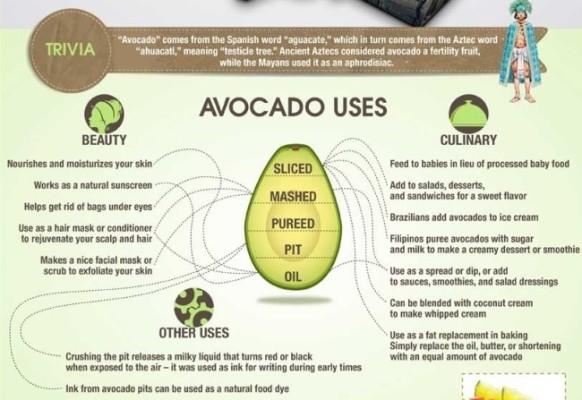 TRIVIA
"Avocado" comes from the Spanish word "aguacate," which in turn comes from the Aztec word
"ahuacatl," meaning "testicle tree." Ancient Aztecs considered avocado a fertility fruit,
while the Mayans used it as an aphrodisiac.
AVOCADO USES
BEAUTY
Nourishes and moisturizes your skin
Works as a natural sunscreen
Helps get rid of bags under eyes
Use as a hair mask or conditioner
to rejuvenate your scalp and hair
Makes a nice facial mask or
scrub to exfoliate your skin
SLICED
MASHED
PUREED
PIT
OIL
CULINARY
Feed to babies in lieu of processed baby food
Add to salads, desserts,
and sandwiches for a sweet flavor
Brazilians add avocados to ice cream
Filipinos puree avocados with sugar
and milk to make a creamy dessert or smoothie
Use as a spread or dip, or add
to sauces, smoothies, and salad dressings
Can be blended with coconut cream
to make whipped cream
Use as a fat replacement in baking
Simply replace the oil, butter, or shortening
with an equal amount of avocado
OTHER USES
Crushing the pit releases a milky liquid that turns red or black
when exposed to the air – it was used as ink for writing during early times
Ink from avocado pits can be used as a natural food dye